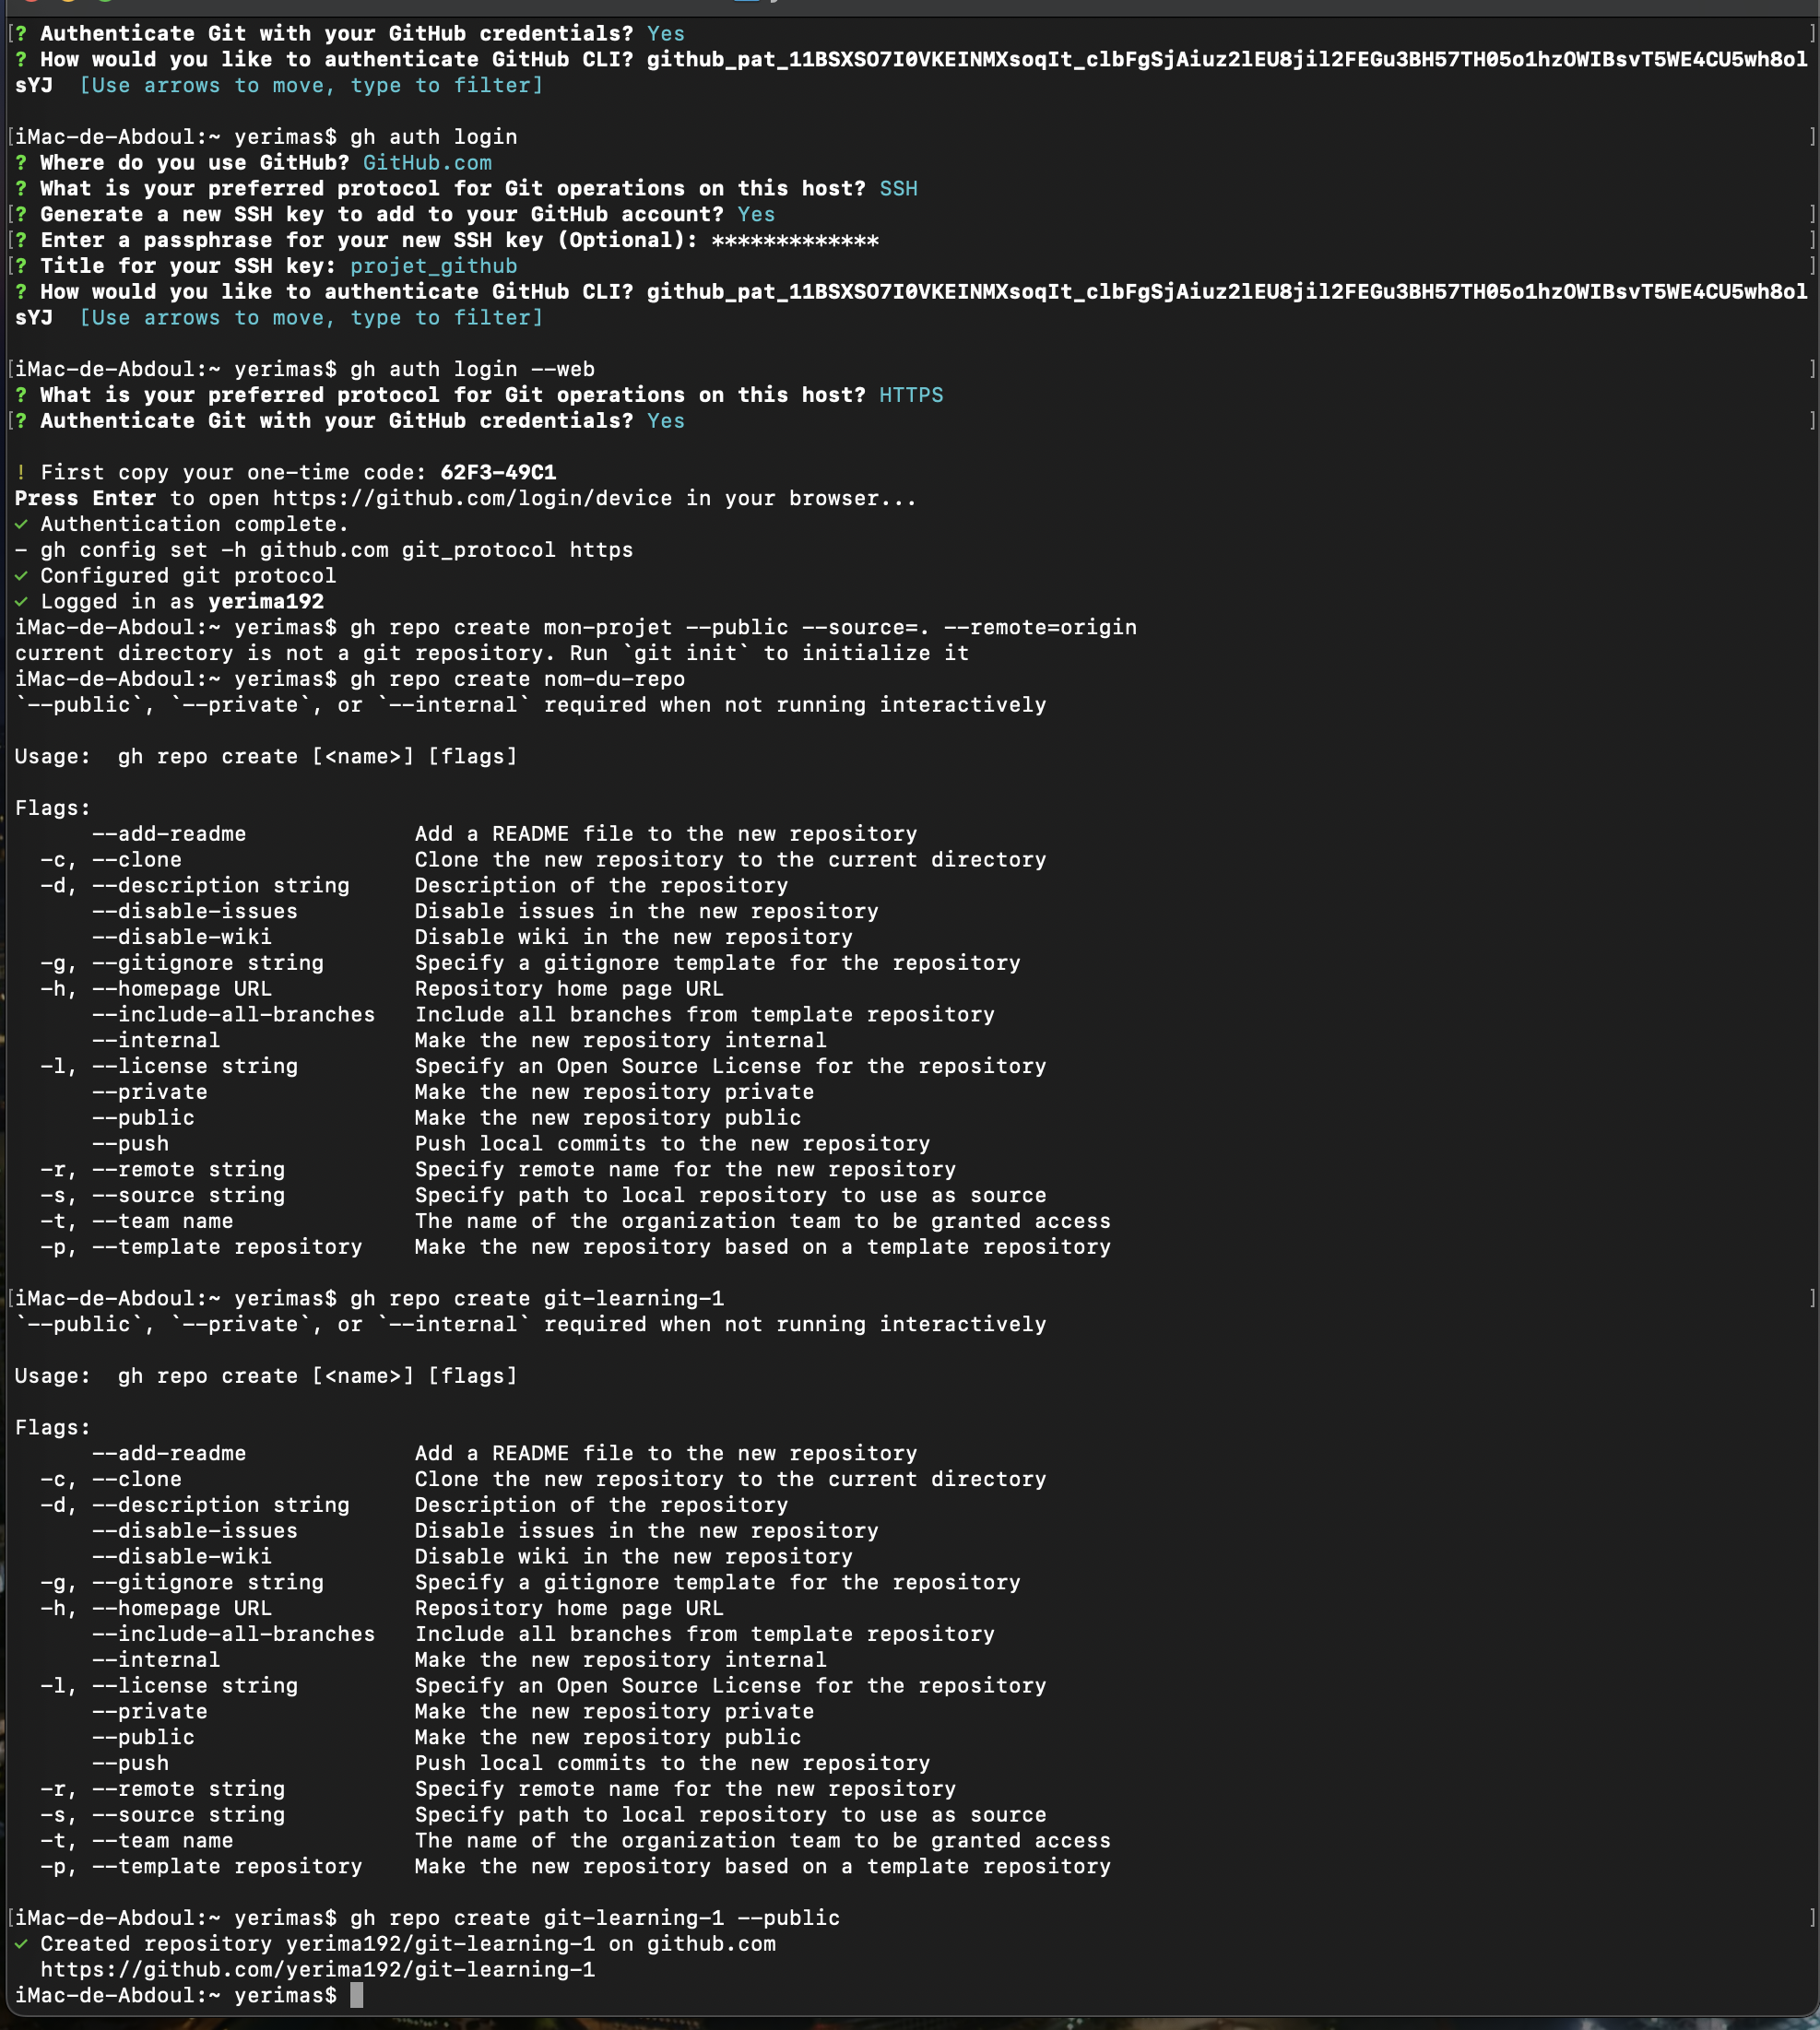 ? Authenticate Git with your GitHub credentials? Yes
? How would you like to authenticate GitHub CLI? github_pat_11BSXSO7I0VKEINMXsoqIt_clbFgSjAiuz2lEU8jil2FEGu3BH57TH05o1hzOWIBsvT5WE4CU5wh8ol
sYJ  [Use arrows to move, type to filter]
iMac-de-Abdoul:~ yerimas$ gh auth login
? Where do you use GitHub? GitHub.com
? What is your preferred protocol for Git operations on this host? SSH
? Generate a new SSH key to add to your GitHub account? Yes
? Enter a passphrase for your new SSH key (Optional): *************
? Title for your SSH key: projet_github
? How would you like to authenticate GitHub CLI? github_pat_11BSXSO7I0VKEINMXsoqIt_clbFgSjAiuz2lEU8jil2FEGu3BH57TH05o1hzOWIBsvT5WE4CU5wh8ol
sYJ  [Use arrows to move, type to filter]
iMac-de-Abdoul:~ yerimas$ gh auth login --web
? What is your preferred protocol for Git operations on this host? HTTPS
? Authenticate Git with your GitHub credentials? Yes
! First copy your one-time code: 62F3-49C1
Press Enter to open https://github.com/login/device in your browser...
✓ Authentication complete.
- gh config set -h github.com git_protocol https
✓ Configured git protocol
✓ Logged in as yerima192
iMac-de-Abdoul:~ yerimas$ gh repo create mon-projet --public --source=. --remote=origin
current directory is not a git repository. Run `git init` to initialize it
iMac-de-Abdoul:~ yerimas$ gh repo create nom-du-repo
`--public`, `--private`, or `--internal` required when not running interactively
Usage:  gh repo create [<name>] [flags]
Flags:
      --add-readme             Add a README file to the new repository
  -c, --clone                  Clone the new repository to the current directory
  -d, --description string     Description of the repository
      --disable-issues         Disable issues in the new repository
      --disable-wiki           Disable wiki in the new repository
  -g, --gitignore string       Specify a gitignore template for the repository
  -h, --homepage URL           Repository home page URL
      --include-all-branches   Include all branches from template repository
      --internal               Make the new repository internal
  -l, --license string         Specify an Open Source License for the repository
      --private                Make the new repository private
      --public                 Make the new repository public
      --push                   Push local commits to the new repository
  -r, --remote string          Specify remote name for the new repository
  -s, --source string          Specify path to local repository to use as source
  -t, --team name              The name of the organization team to be granted access
  -p, --template repository    Make the new repository based on a template repository
iMac-de-Abdoul:~ yerimas$ gh repo create git-learning-1
`--public`, `--private`, or `--internal` required when not running interactively
Usage:  gh repo create [<name>] [flags]
Flags:
      --add-readme             Add a README file to the new repository
  -c, --clone                  Clone the new repository to the current directory
  -d, --description string     Description of the repository
      --disable-issues         Disable issues in the new repository
      --disable-wiki           Disable wiki in the new repository
  -g, --gitignore string       Specify a gitignore template for the repository
  -h, --homepage URL           Repository home page URL
      --include-all-branches   Include all branches from template repository
      --internal               Make the new repository internal
  -l, --license string         Specify an Open Source License for the repository
      --private                Make the new repository private
      --public                 Make the new repository public
      --push                   Push local commits to the new repository
  -r, --remote string          Specify remote name for the new repository
  -s, --source string          Specify path to local repository to use as source
  -t, --team name              The name of the organization team to be granted access
  -p, --template repository    Make the new repository based on a template repository
iMac-de-Abdoul:~ yerimas$ gh repo create git-learning-1 --public
✓ Created repository yerima192/git-learning-1 on github.com
  https://github.com/yerima192/git-learning-1
iMac-de-Abdoul:~ yerimas$